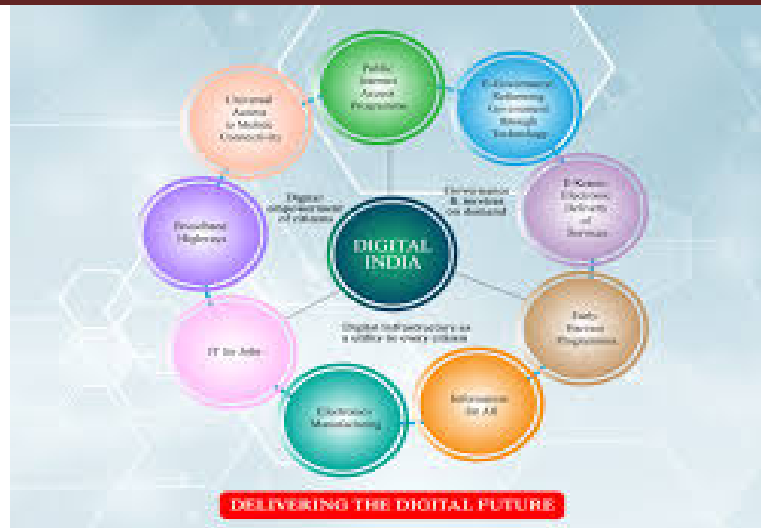 Public
Internet
Access
Programme
E-Governance:
Reforming
Government
through
Technology
Universal
Access
to Mobile
Connectivity
E-Kranti-
Electronic
Delivery
of
Services
Digital
empowerment
of citizens
Governance
& services
on demand
Broadband
Highways
DIGITAL
INDIA
Early
Harvest
Programmes
Digital Infrastructure as
a utility to every citizen
IT for Jobs
Information
for All
Electronics
Manufacturing
DELIVERING THE DIGITAL FUTURE